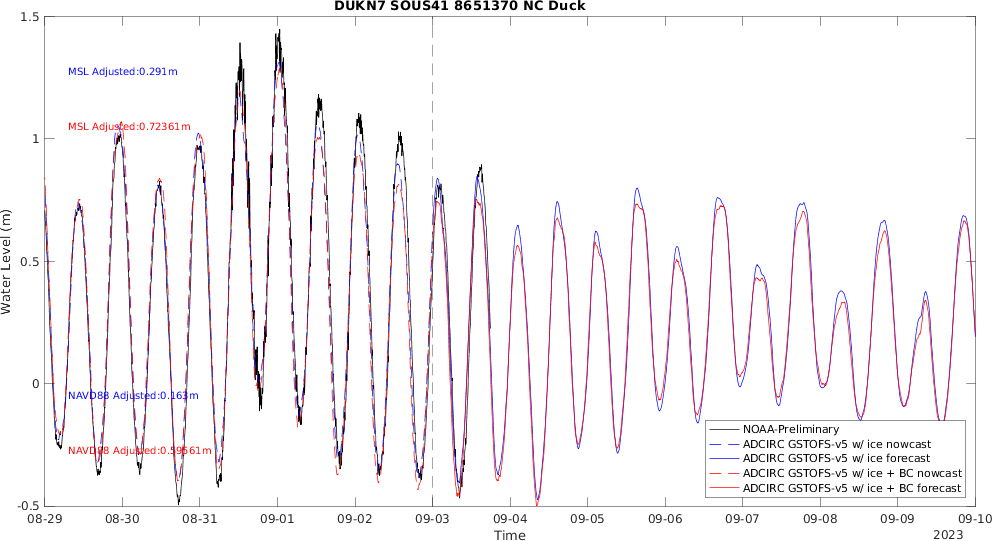 DUKN7 SOUS41 8651370 NC Duck
1.5
MSL Adjusted:0.291m
MSL Adjusted:0.72361m
1
0.5
Water Level (m)
0
NAVD88 Adjusted:0.163m
NAVD88 Adjusted:0.59561m
-0.5
NOAA-Preliminary
ADCIRC GSTOFS-v5 w/ ice nowcast
ADCIRC GSTOFS-v5 w/ ice forecast
ADCIRC GSTOFS-v5 w/ ice + BC nowcast
ADCIRC GSTOFS-v5 w/ ice + BC forecast
08-29 08-30 08-31 09-01 09-02 09-03 09-04 09-05 09-06 09-07 09-08 09-09 09-10
Time
2023